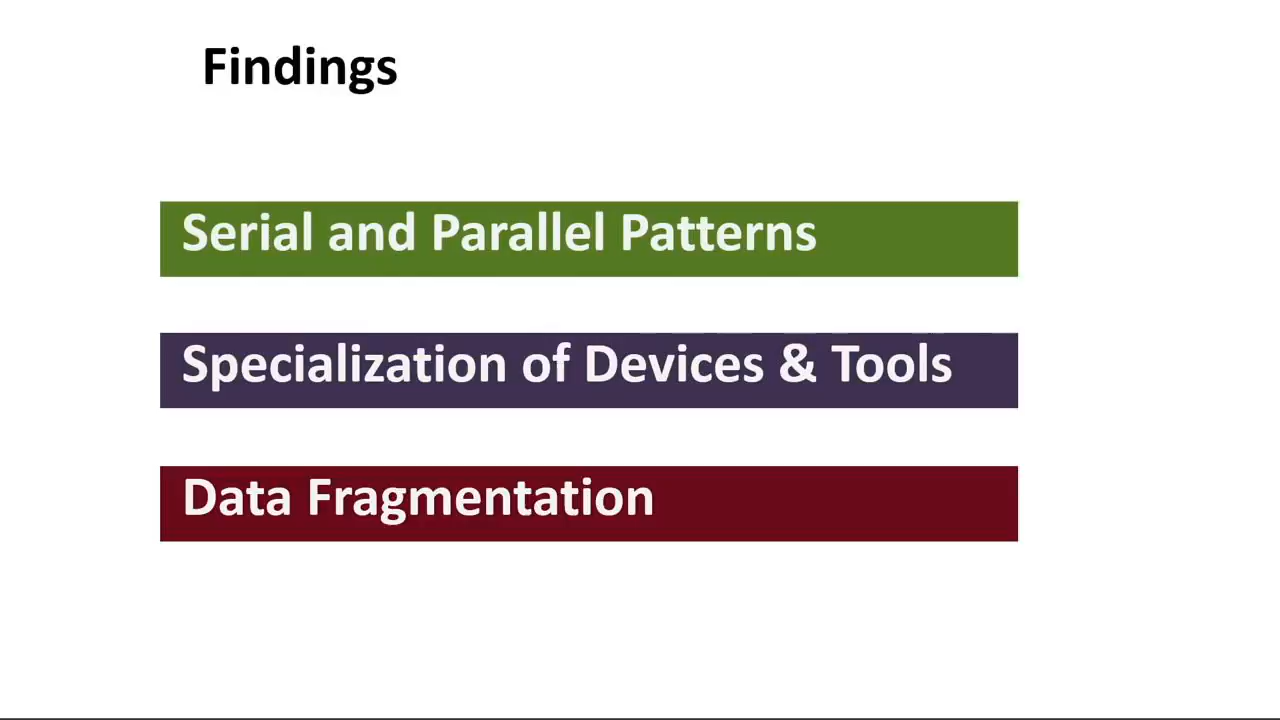 Findings
Serial and Parallel Patterns
Specialization of Devices & Tools
Data Fragmentation